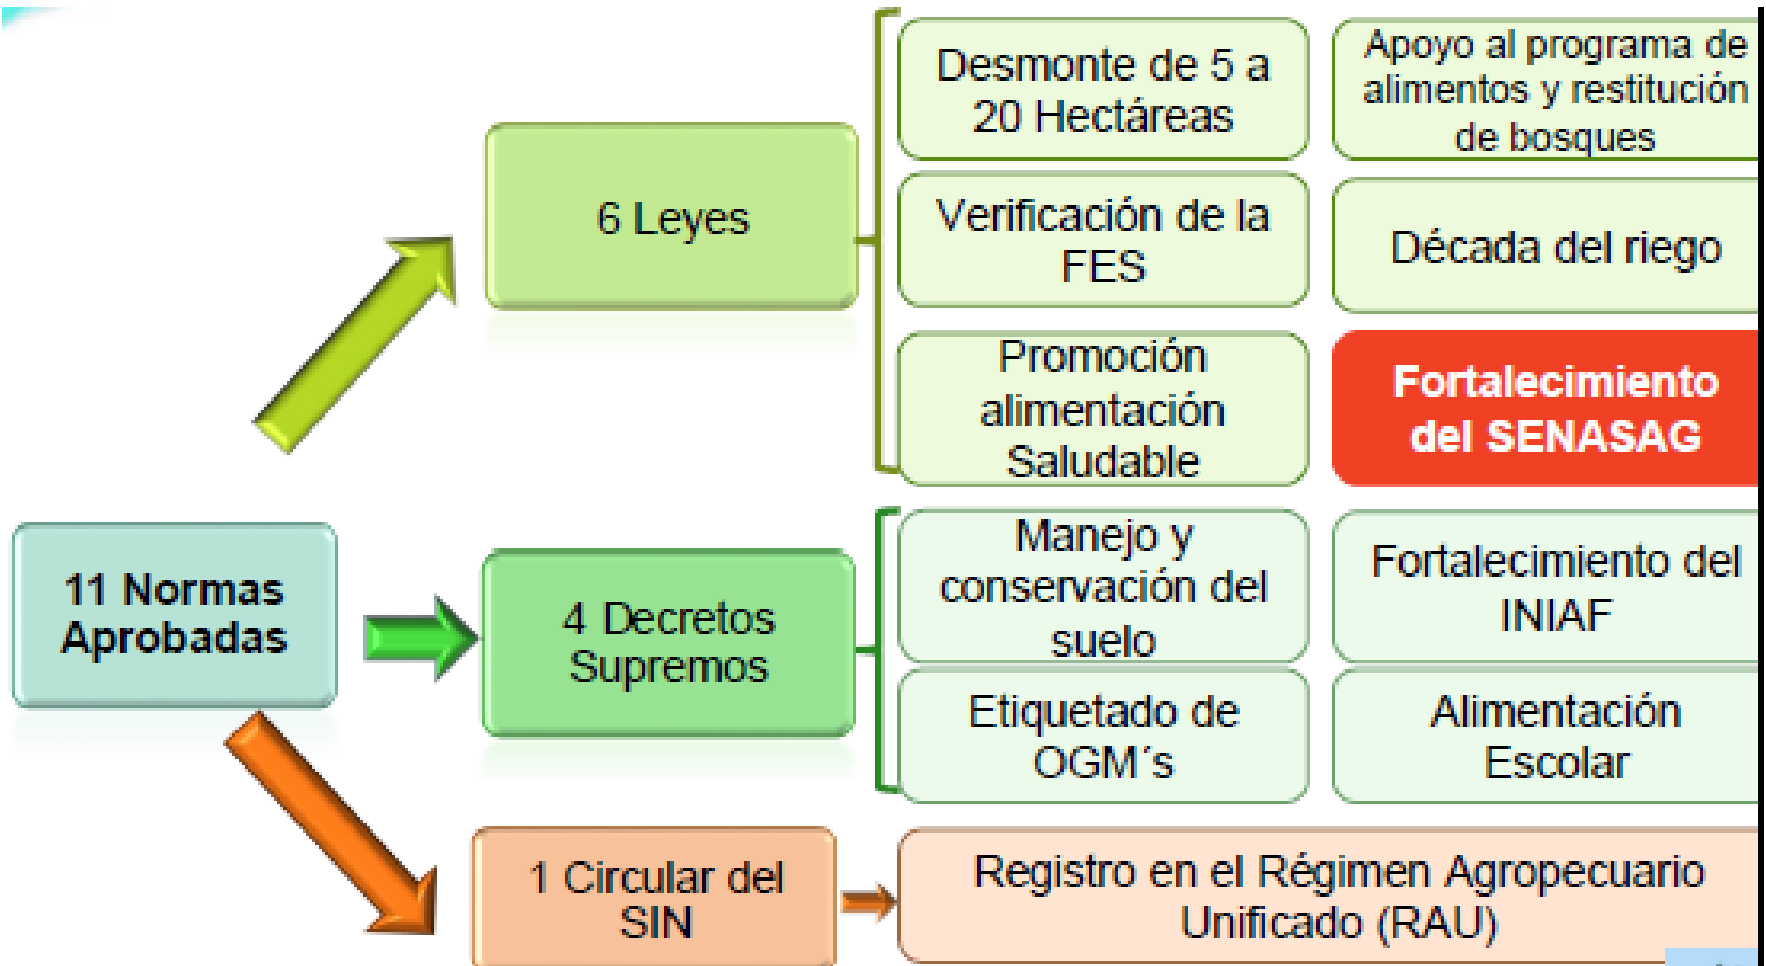 Desmonte de 5 a
20 Hectáreas
Apoyo al programa de
alimentos y restitución
de bosques
6 Leyes
Verificación de la
FES
Década del riego
Promoción
alimentación
Saludable
Fortalecimiento
del SENASAG
11 Normas
Aprobadas
4 Decretos
Supremos
Manejo y
conservación del
suelo
Fortalecimiento del
INIAF
Etiquetado de
OGM´s
Alimentación
Escolar
1 Circular del
SIN
Registro en el Régimen Agropecuario
Unificado (RAU)